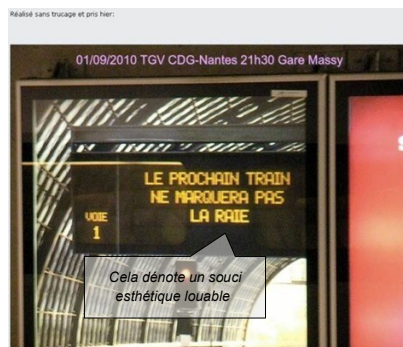 Réalisé sans trucage et pris hier:
01/09/2010 TGV CDG-Nantes 21h30 Gare Massy
LE PROCHAIN TRAIN
NE MARQUERA PAS
LA RAIE
VOIE
1
Cela dénote un souci
esthétique louable